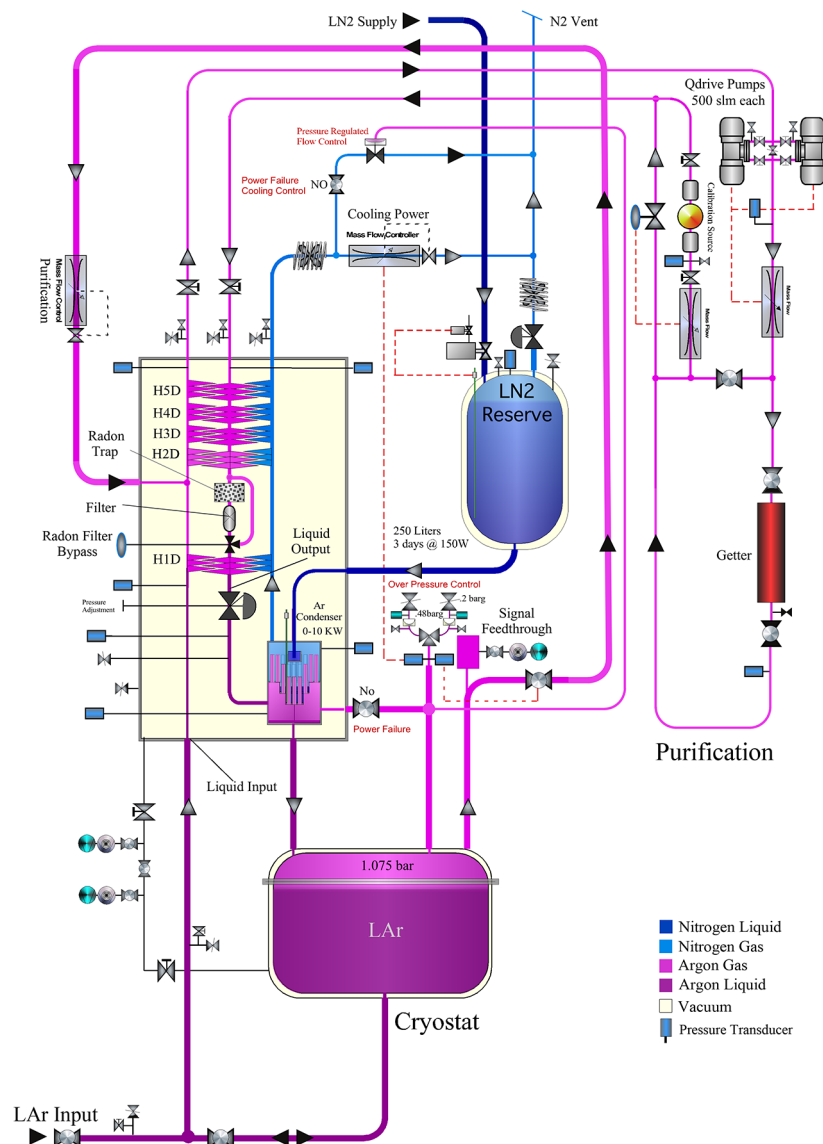 LN2 Supply
N2 Vent
Qdrive Pumps
500 slm each
Pressure Regulated
Flow Control
Power Failure
Cooling Control
NO
Cooling Power
Mass Flow Controller
Calibration Source
Mass Flow Control
Purification
Mass Flow
Mass Flow
H5D
H4D
H3D
H2D
LN2
Reserve
Radon
Trap
Filter
Radon Filter
Bypass
Liquid
Output
250 Liters
3 days @ 150W
Getter
H1D
Over Pressure Control
.2 barg
.48barg
Pressure
Adjustment
Ar
Condenser
0-10 KW
Signal
Feedthrough
No
Power Failure
Purification
Liquid Input
1.075 bar
LAr
Cryostat
Nitrogen Liquid
Nitrogen Gas
Argon Gas
Argon Liquid
Vacuum
Pressure Transducer
LAr Input